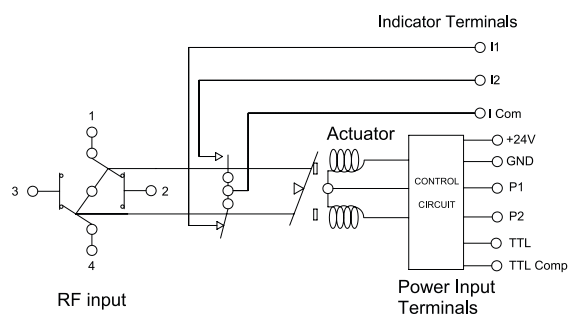 Indicator Terminals
I1
I2
I Com
Actuator
+24V
GND
P1
P2
TTL
TTL Comp
CONTROL
CIRCUIT
1
3
2
4
RF input
Power Input
Terminals